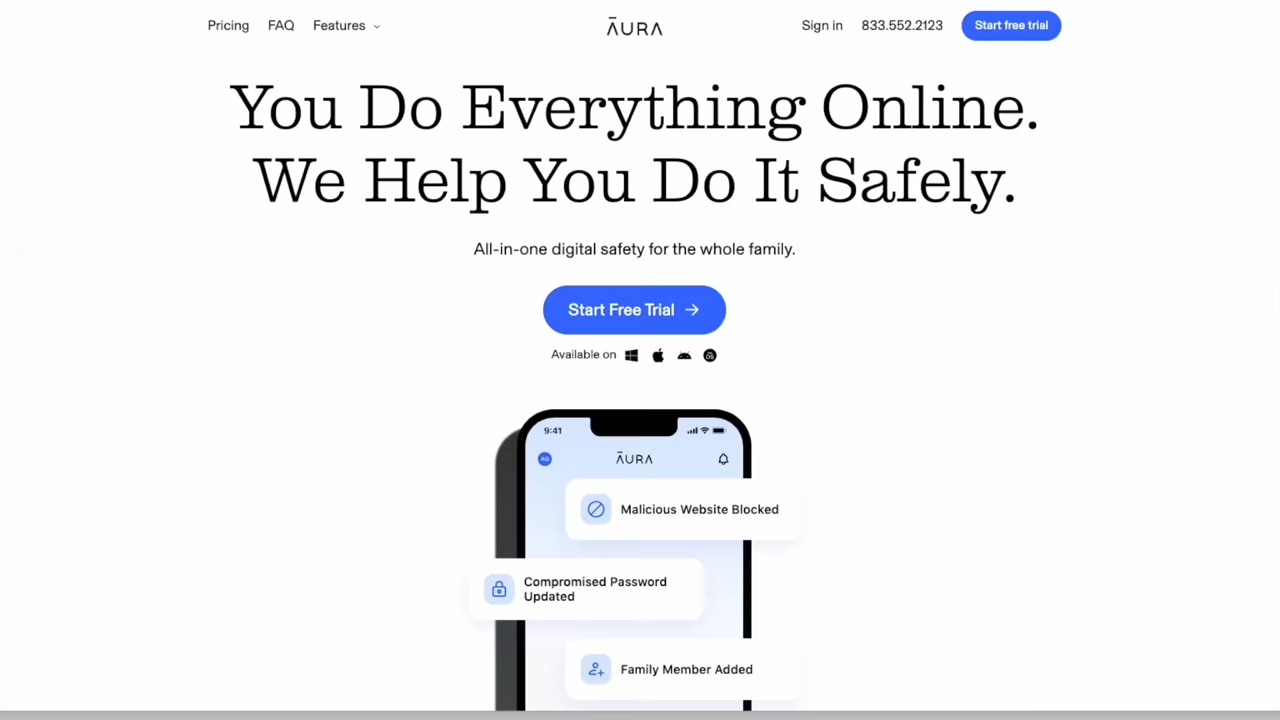 Pricing FAQ Features ĀURA Sign in 833.552.2123 Start free trial
You Do Everything Online.
We Help You Do It Safely.
All-in-one digital safety for the whole family.
Start Free Trial →
Available on
9:41
AG ĀURA
Malicious Website Blocked
Compromised Password
Updated
Family Member Added